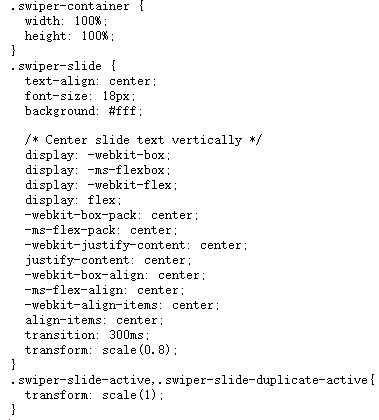 .swiper-container {
  width: 100%;
  height: 100%;
}
.swiper-slide {
  text-align: center;
  font-size: 18px;
  background: #fff;

  /* Center slide text vertically */
  display: -webkit-box;
  display: -ms-flexbox;
  display: -webkit-flex;
  display: flex;
  -webkit-box-pack: center;
  -ms-flex-pack: center;
  -webkit-justify-content: center;
  justify-content: center;
  -webkit-box-align: center;
  -ms-flex-align: center;
  -webkit-align-items: center;
  align-items: center;
  transition: 300ms;
  transform: scale(0.8);
}
.swiper-slide-active,.swiper-slide-duplicate-active{
  transform: scale(1);
}